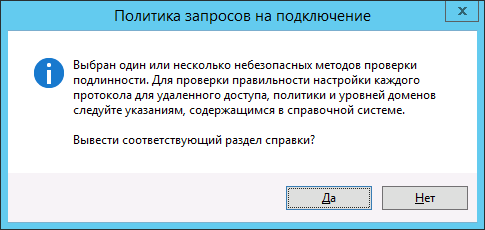 Политика запросов на подключение
Выбран один или несколько небезопасных методов проверки
подлинности. Для проверки правильности настройки каждого
протокола для удаленного доступа, политики и уровней доменов
следуйте указаниям, содержащимся в справочной системе.
Вывести соответствующий раздел справки?
Да
Нет